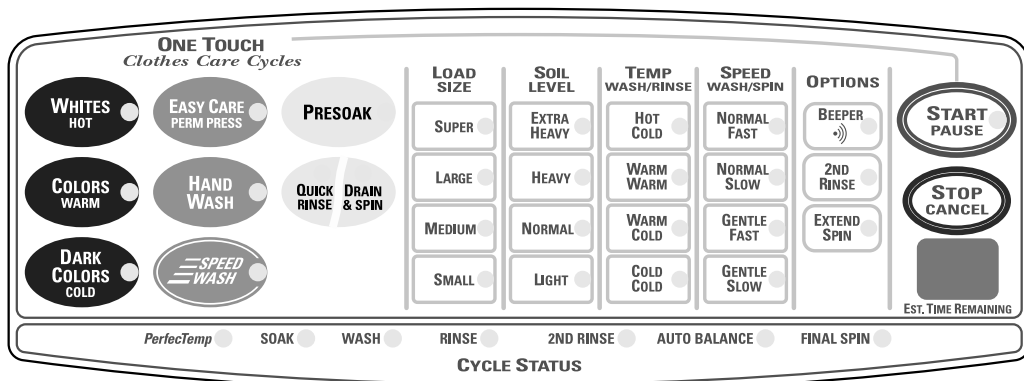 ONE TOUCH
Clothes Care Cycles
WHITES
HOT
EASY CARE
PERM PRESS
PRESOAK
COLORS
WARM
HAND
WASH
QUICK
RINSE
DRAIN
& SPIN
DARK
COLORS
COLD
SPEED
WASH
LOAD
SIZE
SUPER
LARGE
MEDIUM
SMALL
SOIL
LEVEL
EXTRA
HEAVY
HEAVY
NORMAL
LIGHT
TEMP
WASH/RINSE
HOT
COLD
WARM
WARM
WARM
COLD
COLD
COLD
SPEED
WASH/SPIN
NORMAL
FAST
NORMAL
SLOW
GENTLE
FAST
GENTLE
SLOW
OPTIONS
BEEPER
2ND
RINSE
EXTEND
SPIN
START
PAUSE
STOP
CANCEL
EST. TIME REMAINING
PerfecTemp SOAK WASH RINSE 2ND RINSE AUTO BALANCE FINAL SPIN
CYCLE STATUS